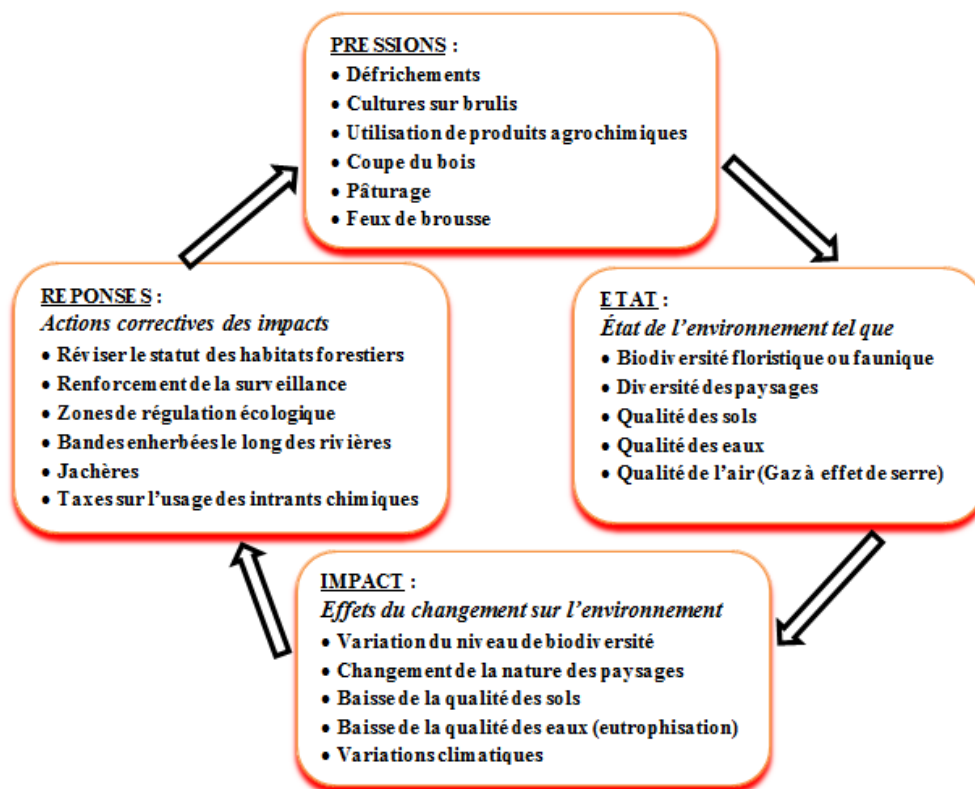 PRESSIONS :
• Défrichements
• Cultures sur brulis
• Utilisation de produits agrochimiques
• Coupe du bois
• Pâturage
• Feux de brousse
REPONSES :
Actions correctives des impacts
• Réviser le statut des habitats forestiers
• Renforcement de la surveillance
• Zones de régulation écologique
• Bandes enherbées le long des rivières
• Jachères
• Taxes sur l'usage des intrants chimiques
ETAT :
État de l'environnement tel que
• Biodiversité floristique ou faunique
• Diversité des paysages
• Qualité des sols
• Qualité des eaux
• Qualité de l'air (Gaz à effet de serre)
IMPACT :
Effets du changement sur l'environnement
• Variation du niveau de biodiversité
• Changement de la nature des paysages
• Baisse de la qualité des sols
• Baisse de la qualité des eaux (eutrophisation)
• Variations climatiques